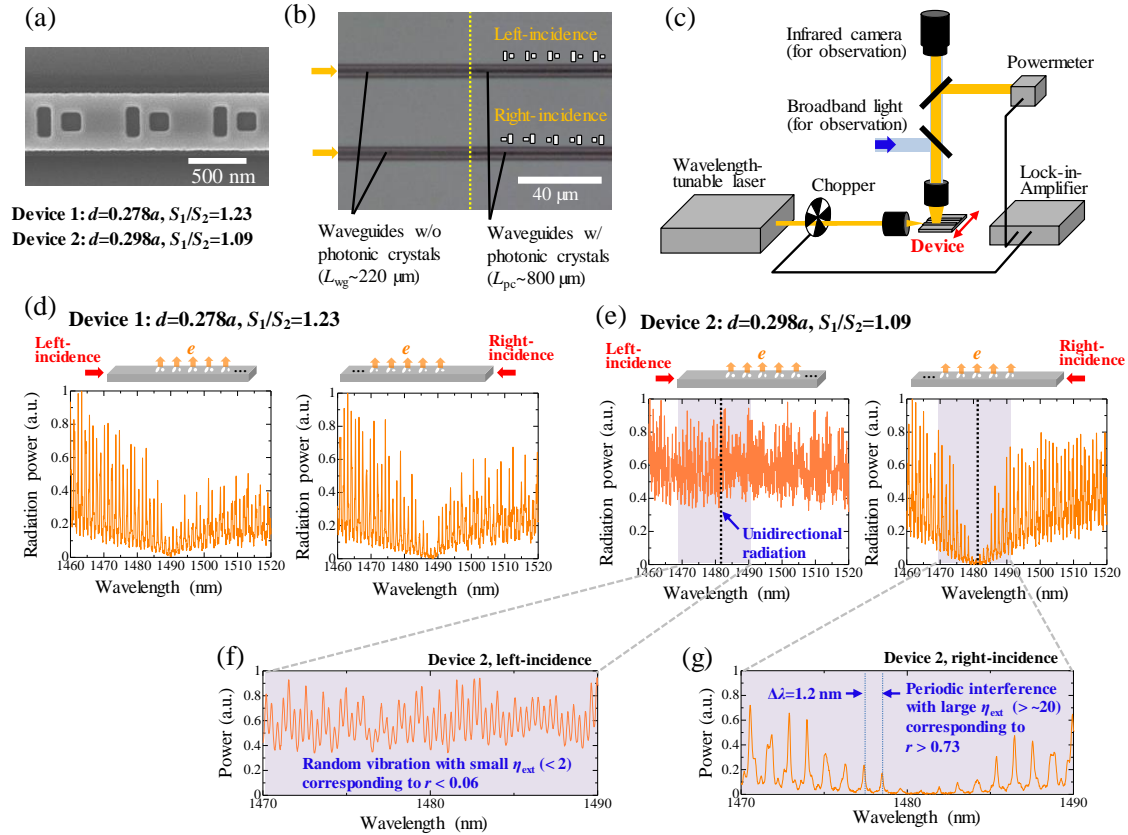 (a)
500 nm
Device 1: d=0.278a, S1/S2=1.23
Device 2: d=0.298a, S1/S2=1.09
(b)
Left-incidence
Right-incidence
40 μm
Waveguides w/o
photonic crystals
(Lwg~220 μm)
Waveguides w/
photonic crystals
(Lpc~800 μm)
(c)
Infrared camera
(for observation)
Powermeter
Broadband light
(for observation)
Wavelength-
tunable laser
Chopper
Lock-in-
Amplifier
Device
(d)
Device 1: d=0.278a, S1/S2=1.23
Left-
incidence
e
...
e
...
Right-
incidence
Radiation power (a.u.)
1
0.8
0.6
0.4
0.2
0
1460 1470 1480 1490 1500 1510 1520
Wavelength (nm)
Radiation power (a.u.)
1
0.8
0.6
0.4
0.2
0
1460 1470 1480 1490 1500 1510 1520
Wavelength (nm)
(e)
Device 2: d=0.298a, S1/S2=1.09
Left-
incidence
e
...
e
...
Right-
incidence
Radiation power (a.u.)
1
0.8
0.6
0.4
0.2
0
Unidirectional
radiation
1460 1470 1480 1490 1500 1510 1520
Wavelength (nm)
Radiation power (a.u.)
1
0.8
0.6
0.4
0.2
0
1460 1470 1480 1490 1500 1510 1520
Wavelength (nm)
(f)
Device 2, left-incidence
Power (a.u.)
1
0.8
0.6
0.4
0.2
0
Random vibration with small ηext (< 2)
corresponding to r < 0.06
1470 1480 1490
Wavelength (nm)
(g)
Device 2, right-incidence
Power (a.u.)
1
0.8
0.6
0.4
0.2
0
Δλ=1.2 nm
Periodic interference
with large ηext (> ~20)
corresponding to
r > 0.73
1470 1480 1490
Wavelength (nm)